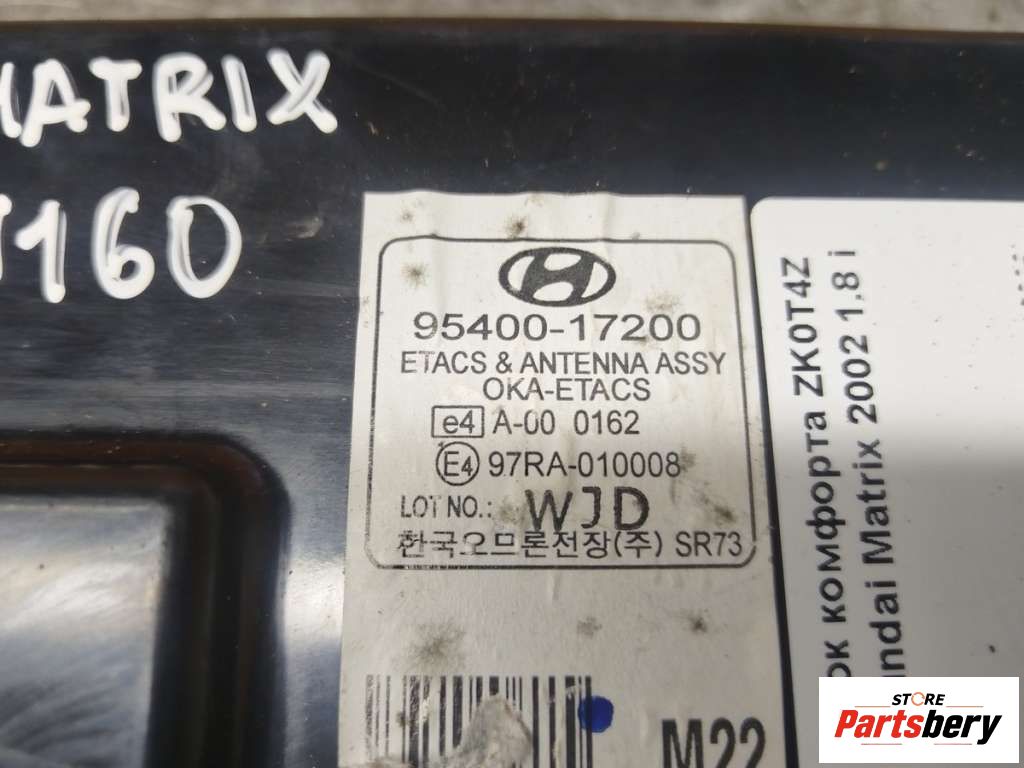 MATRIX
160
95400-17200
ETACS & ANTENNA ASSY
OKA-ETACS
e4 A-00 0162
E4 97RA-010008
LOT NO.: WJD
한국오므론전장(주) SR73
M22
ок комфорта ZK0T4Z
undai Matrix 2002 1.8 i
STORE
Partsbery